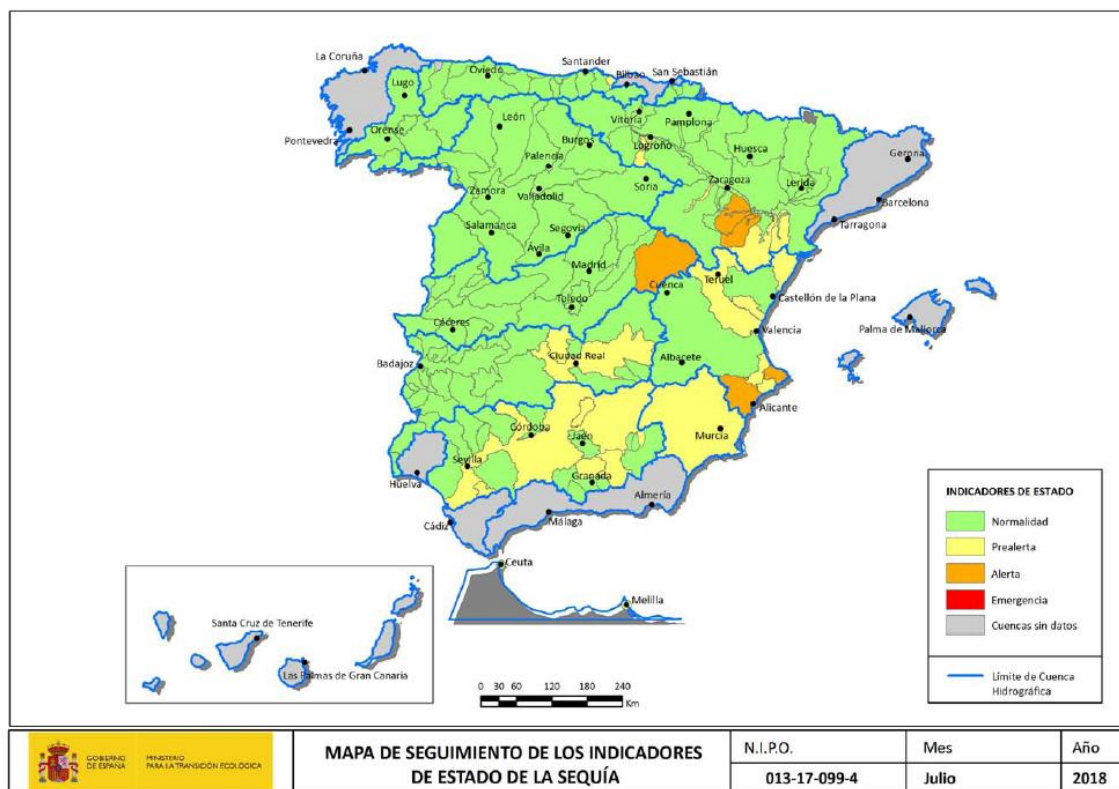 La Coruña
Lugo
Oviedo
Santander
Bilbao
San Sebastián
Pontevedra
Orense
León
Vitoria
Pamplona
Burgos
Logroño
Huesca
Gerona
Palencia
Zamora
Valladolid
Soria
Zaragoza
Lerida
Barcelona
Tarragona
Salamanca
Segovia
Ávila
Madrid
Teruel
Cuenca
Castellón de la Plana
Toledo
Cáceres
Valencia
Palma de Mallorca
Badajoz
Ciudad Real
Albacete
Alicante
Córdoba
Jaén
Murcia
Sevilla
Huelva
Granada
Almería
Cádiz
Málaga
Ceuta
Melilla
Santa Cruz de Tenerife
Las Palmas de Gran Canaria
0 30 60 120 180 240
Km
INDICADORES DE ESTADO
Normalidad
Prealerta
Alerta
Emergencia
Cuencas sin datos
Límite de Cuenca
Hidrográfica
GOBIERNO
DE ESPAÑA
MINISTERIO
PARA LA TRANSICIÓN ECOLÓGICA
MAPA DE SEGUIMIENTO DE LOS INDICADORES
DE ESTADO DE LA SEQUÍA
N.I.P.O.
013-17-099-4
Mes
Julio
Año
2018